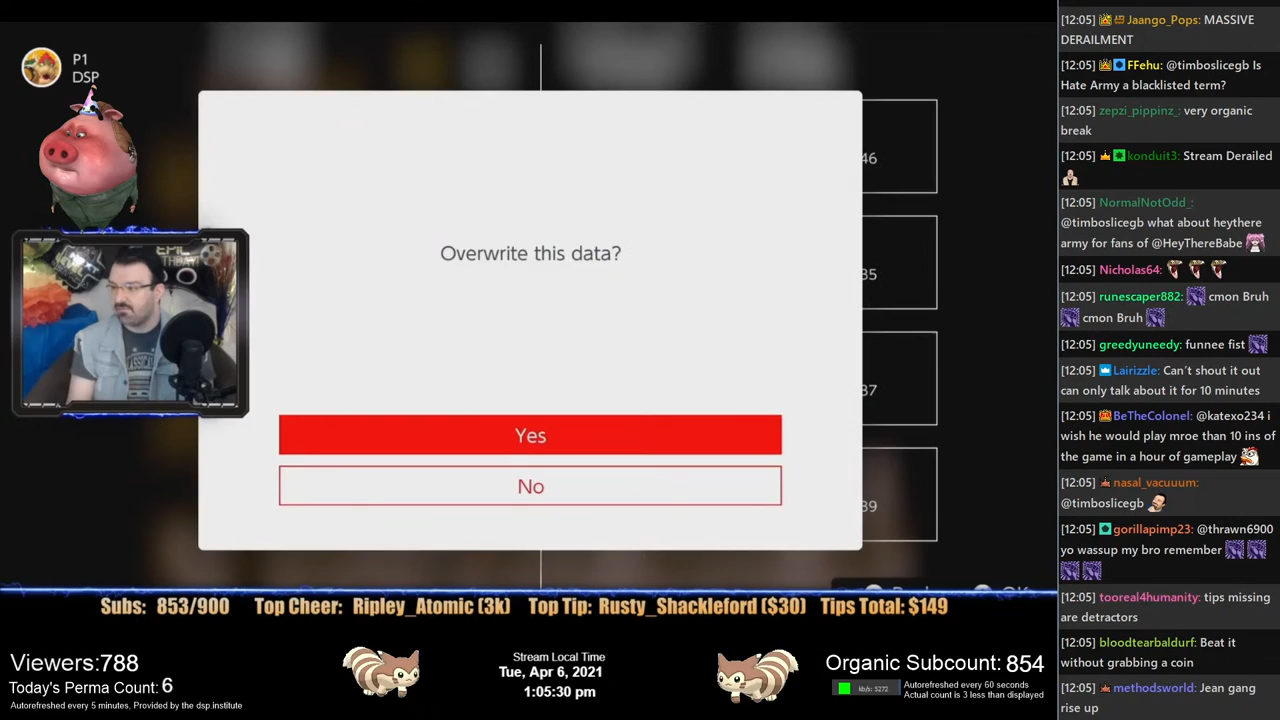 P1
DSP
46
35
37
39
Overwrite this data?
Yes
No
Subs: 853/900 Top Cheer: Ripley_Atomic (3k) Top Tip: Rusty_Shackleford ($30) Tips Total: $149
Viewers:788
Today's Perma Count: 6
Autorefreshed every 5 minutes, Provided by the dsp.institute
Stream Local Time
Tue, Apr 6, 2021
1:05:30 pm
Organic Subcount: 854
kb/s: 5272
Autorefreshed every 60 seconds
Actual count is 3 less than displayed
[12:05] Jaango_Pops: MASSIVE
DERAILMENT
[12:05] FFehu: @timboslicegb Is
Hate Army a blacklisted term?
[12:05] zepzi_pippinz_: very organic
break
[12:05] konduit3: Stream Derailed
[12:05] NormalNotOdd_:
@timboslicegb what about heythere
army for fans of @HeyThereBabe
[12:05] Nicholas64:
[12:05] runescaper882: cmon Bruh
cmon Bruh
[12:05] greedyuneedy: funnee fist
[12:05] Lairizzle: Can't shout it out
can only talk about it for 10 minutes
[12:05] BeTheColonel: @katexo234 i
wish he would play mroe than 10 ins of
the game in a hour of gameplay
[12:05] nasal_vacuuum:
@timboslicegb
[12:05] gorillapimp23: @thrawn6900
yo wassup my bro remember
[12:05] tooreal4humanity: tips missing
are detractors
[12:05] bloodtearbaldurf: Beat it
without grabbing a coin
[12:05] methodsworld: Jean gang
rise up